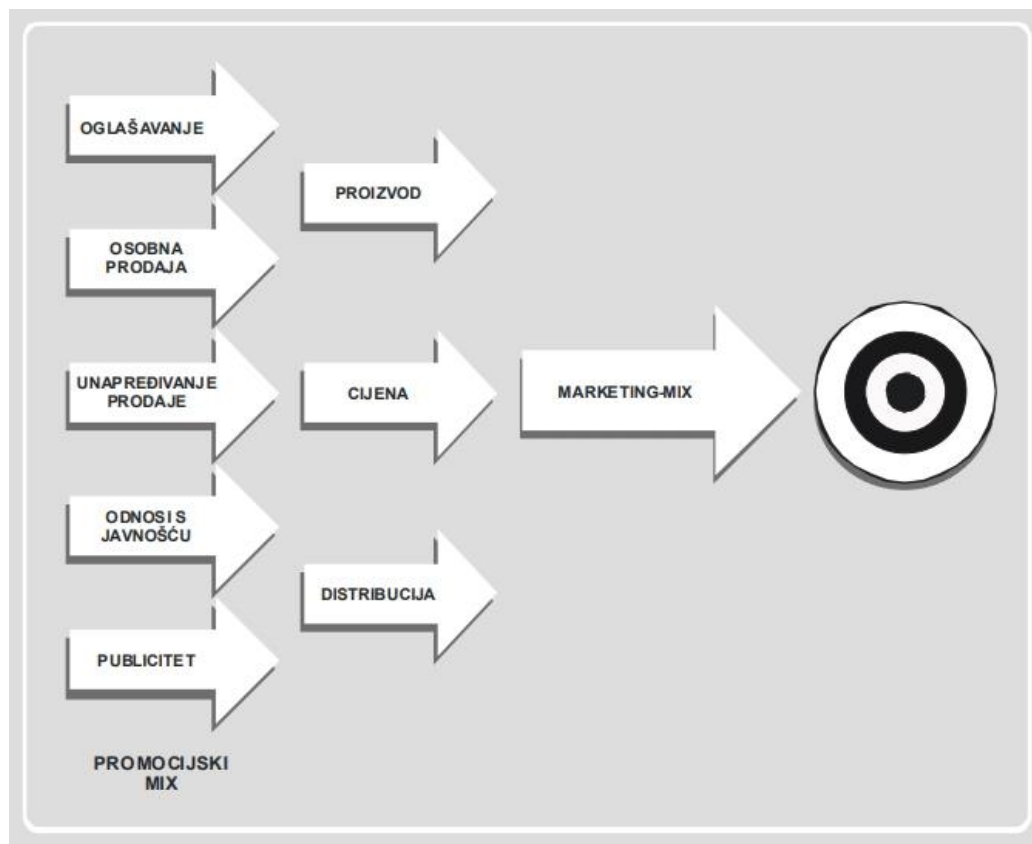 OGLAŠAVANJE
OSOBNA
PRODAJA
UNAPREĐIVANJE
PRODAJE
ODNOSI S
JAVNOŠĆU
PUBLICITET
PROMOCIJSKI
MIX
PROIZVOD
CIJENA
DISTRIBUCIJA
MARKETING-MIX